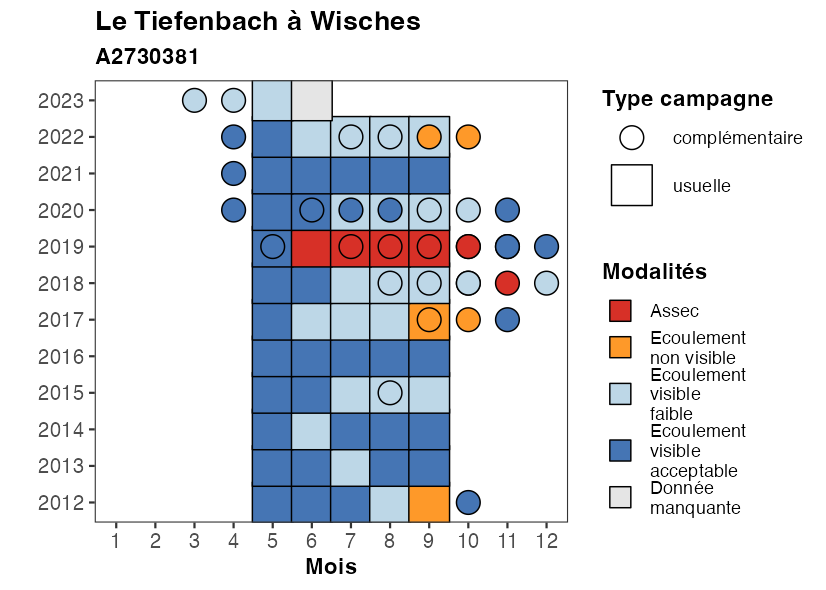 Le Tiefenbach à Wisches
A2730381
2023
2022
2021
2020
2019
2018
2017
2016
2015
2014
2013
2012
1 2 3 4 5 6 7 8 9 10 11 12
Mois
Type campagne
complémentaire
usuelle
Modalités
Assec
Ecoulement
non visible
Ecoulement
visible
faible
Ecoulement
visible
acceptable
Donnée
manquante